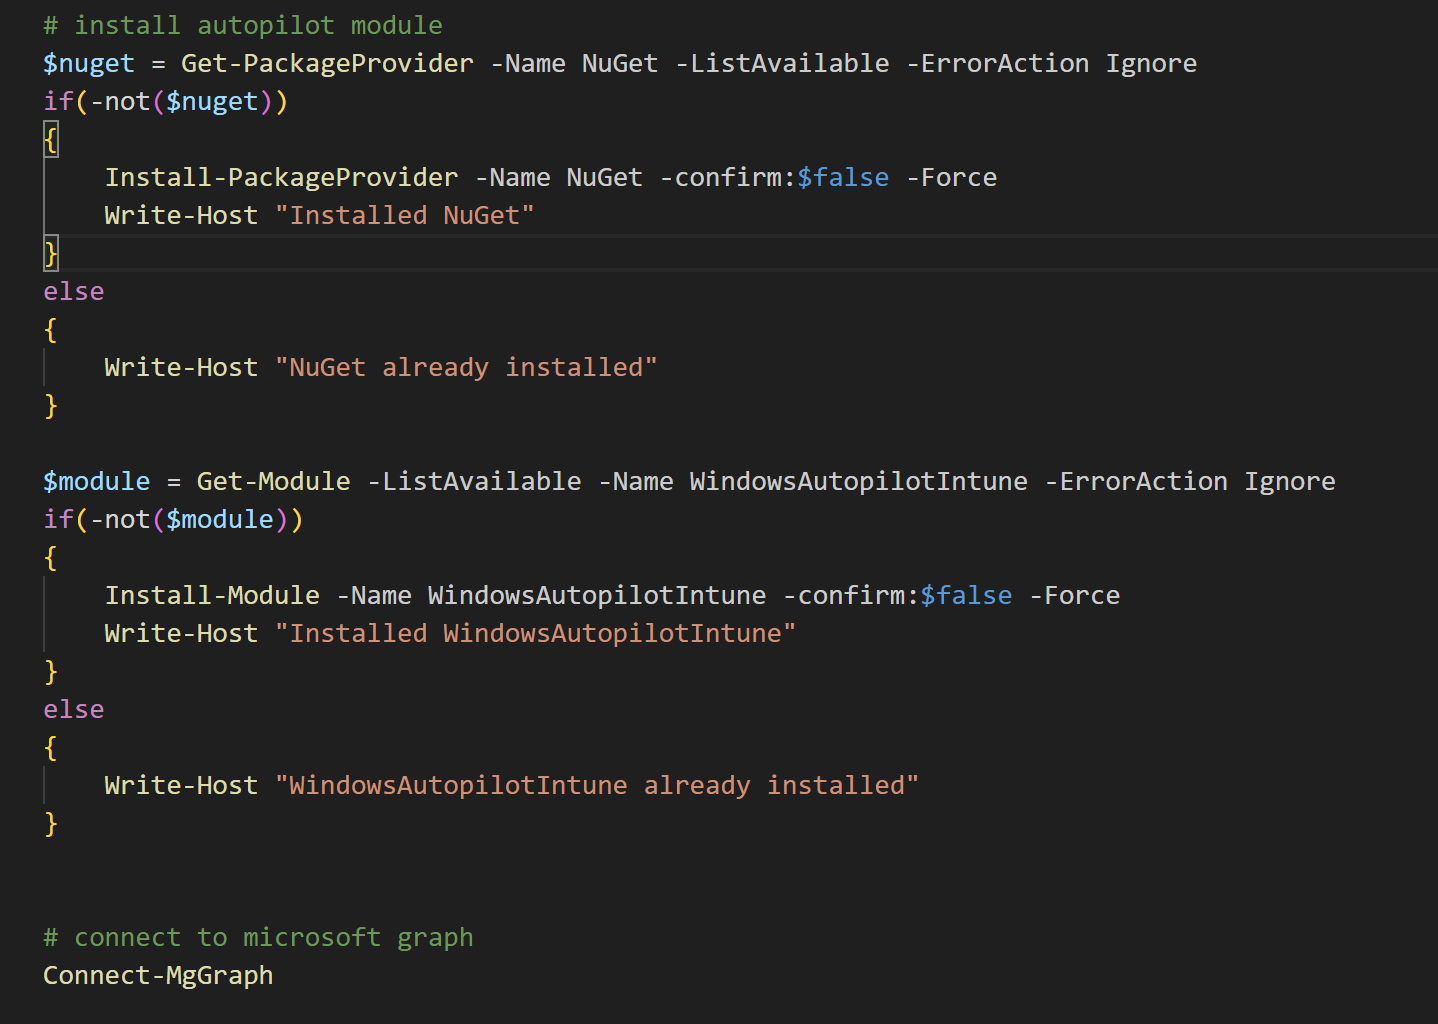 # install autopilot module
$nuget = Get-PackageProvider -Name NuGet -ListAvailable -ErrorAction Ignore
if(-not($nuget))
{
    Install-PackageProvider -Name NuGet -confirm:$false -Force
    Write-Host "Installed NuGet"
}
else
{
    Write-Host "NuGet already installed"
}

$module = Get-Module -ListAvailable -Name WindowsAutopilotIntune -ErrorAction Ignore
if(-not($module))
{
    Install-Module -Name WindowsAutopilotIntune -confirm:$false -Force
    Write-Host "Installed WindowsAutopilotIntune"
}
else
{
    Write-Host "WindowsAutopilotIntune already installed"
}

# connect to microsoft graph
Connect-MgGraph